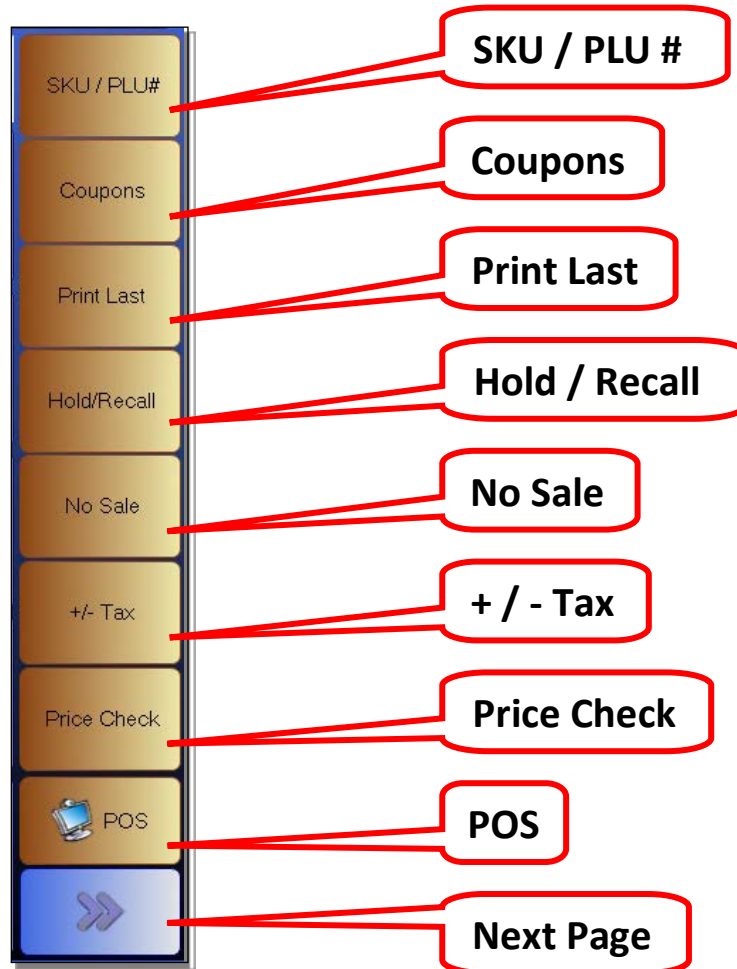 SKU / PLU#
SKU / PLU #
Coupons
Coupons
Print Last
Print Last
Hold/Recall
Hold / Recall
No Sale
No Sale
+/- Tax
+ / - Tax
Price Check
Price Check
POS
POS
Next Page